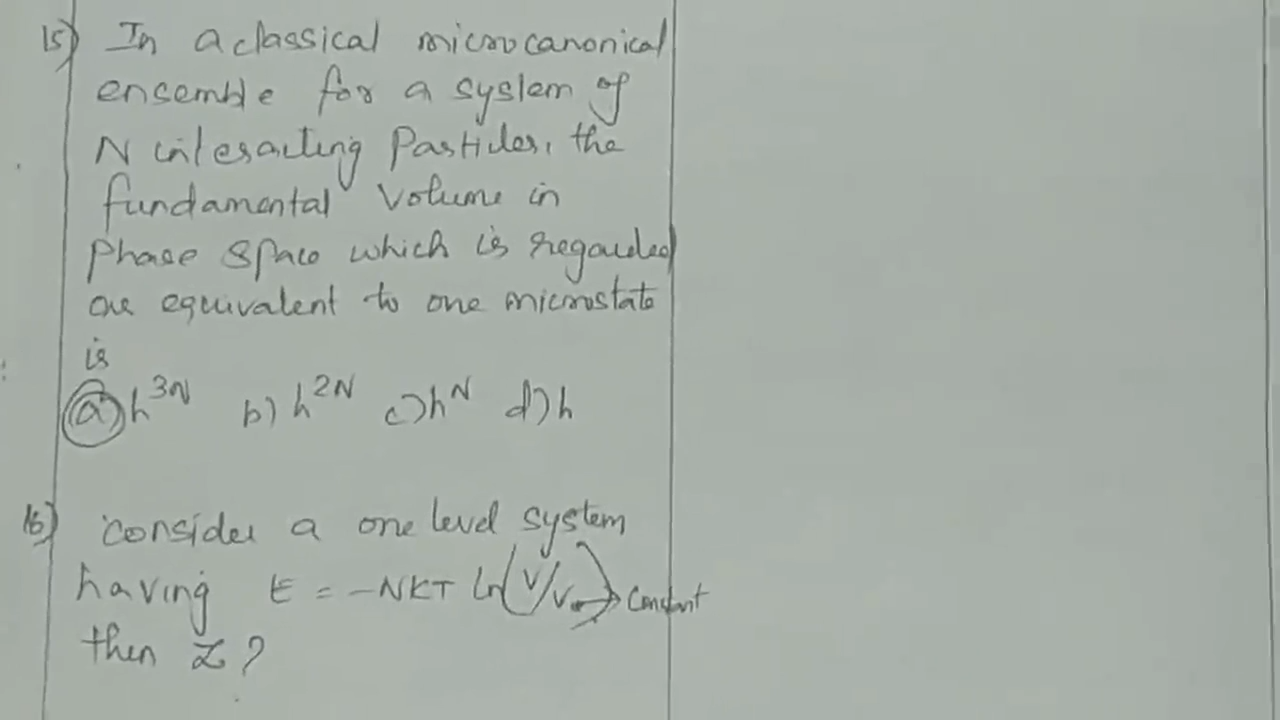 15) In a classical microcanonical
ensemble for a system of
N interacting Particles, the
fundamental Volume in
Phase Space which is regarded
as equivalent to one microstate
is
a) h^3N b) h^2N c) h^N d) h
16) Consider a one level system
having E = -NKT ln(V/V₀) → Constant
then Z?